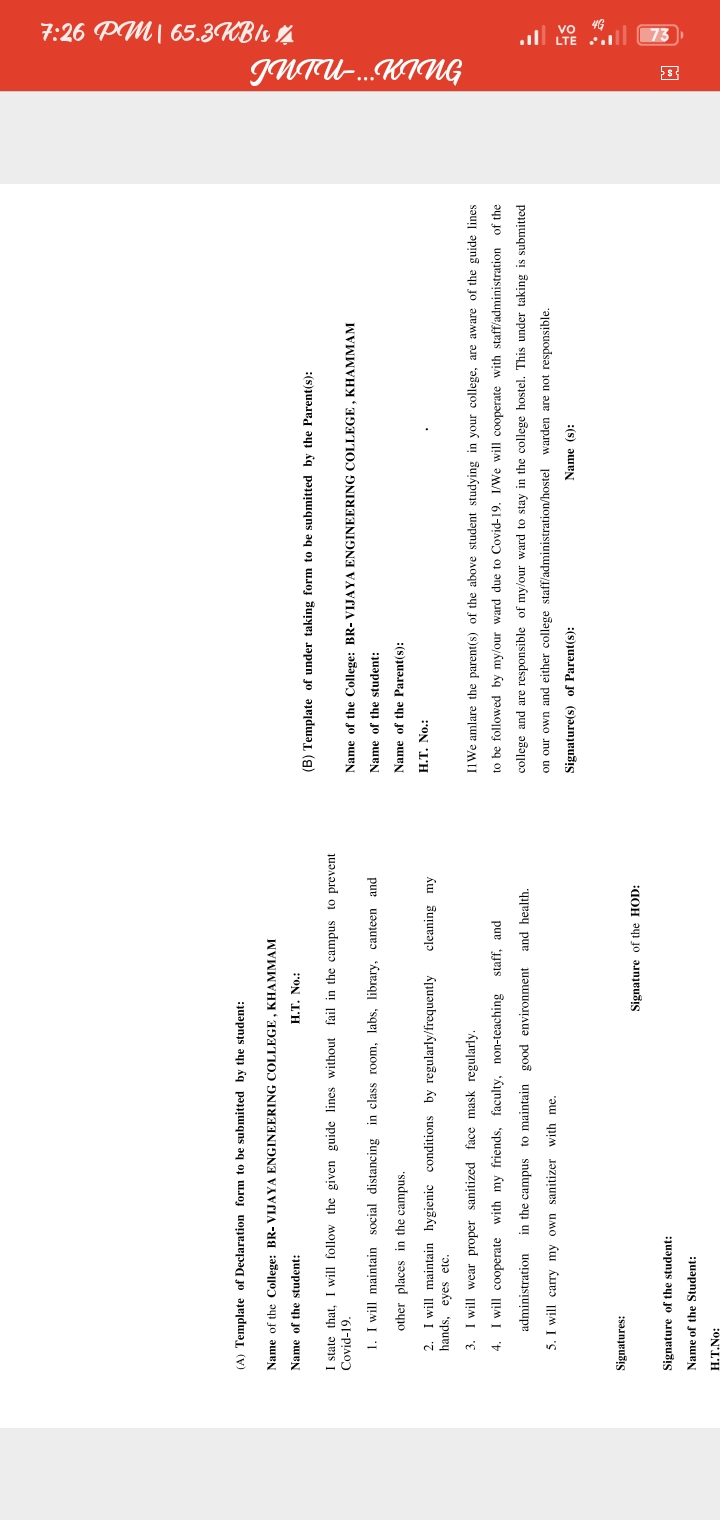 7:26 PM | 65.3KB/s
VO LTE 4G 73
JNTU-...KING
(A) Template of Declaration form to be submitted by the student:
Name of the College: BR- VIJAYA ENGINEERING COLLEGE , KHAMMAM
Name of the student: H.T. No.:
I state that, I will follow the given guide lines without fail in the campus to prevent
Covid-19.
1. I will maintain social distancing in class room, labs, library, canteen and
other places in the campus.
2. I will maintain hygienic conditions by regularly/frequently cleaning my
hands, eyes etc.
3. I will wear proper sanitized face mask regularly.
4. I will cooperate with my friends, faculty, non-teaching staff, and
administration in the campus to maintain good environment and health.
5. I will carry my own sanitizer with me.
Signatures:
Signature of the HOD:
Signature of the student:
Name of the Student:
H.T.No:
(B) Template of under taking form to be submitted by the Parent(s):
Name of the College: BR- VIJAYA ENGINEERING COLLEGE , KHAMMAM
Name of the student:
Name of the Parent(s):
H.T. No.:
I1We amlare the parent(s) of the above student studying in your college, are aware of the guide lines
to be followed by my/our ward due to Covid-19. I/We will cooperate with staff/administration of the
college and are responsible of my/our ward to stay in the college hostel. This under taking is submitted
on our own and either college staff/administration/hostel warden are not responsible.
Signature(s) of Parent(s): Name (s):